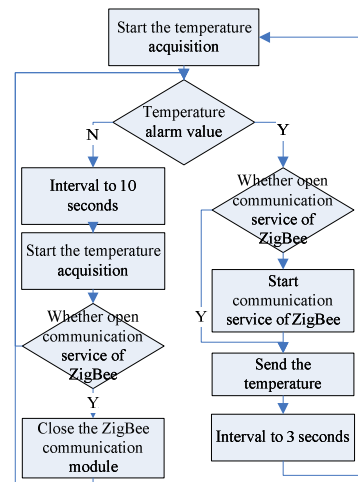 Start the temperature
acquisition
Temperature
alarm value
N
Y
Interval to 10
seconds
Start the temperature
acquisition
Whether open
communication
service of
ZigBee
Y
Close the ZigBee
communication
module
Whether open
communication
service of
ZigBee
Start
communication
service of ZigBee
Y
Send the
temperature
Interval to 3 seconds